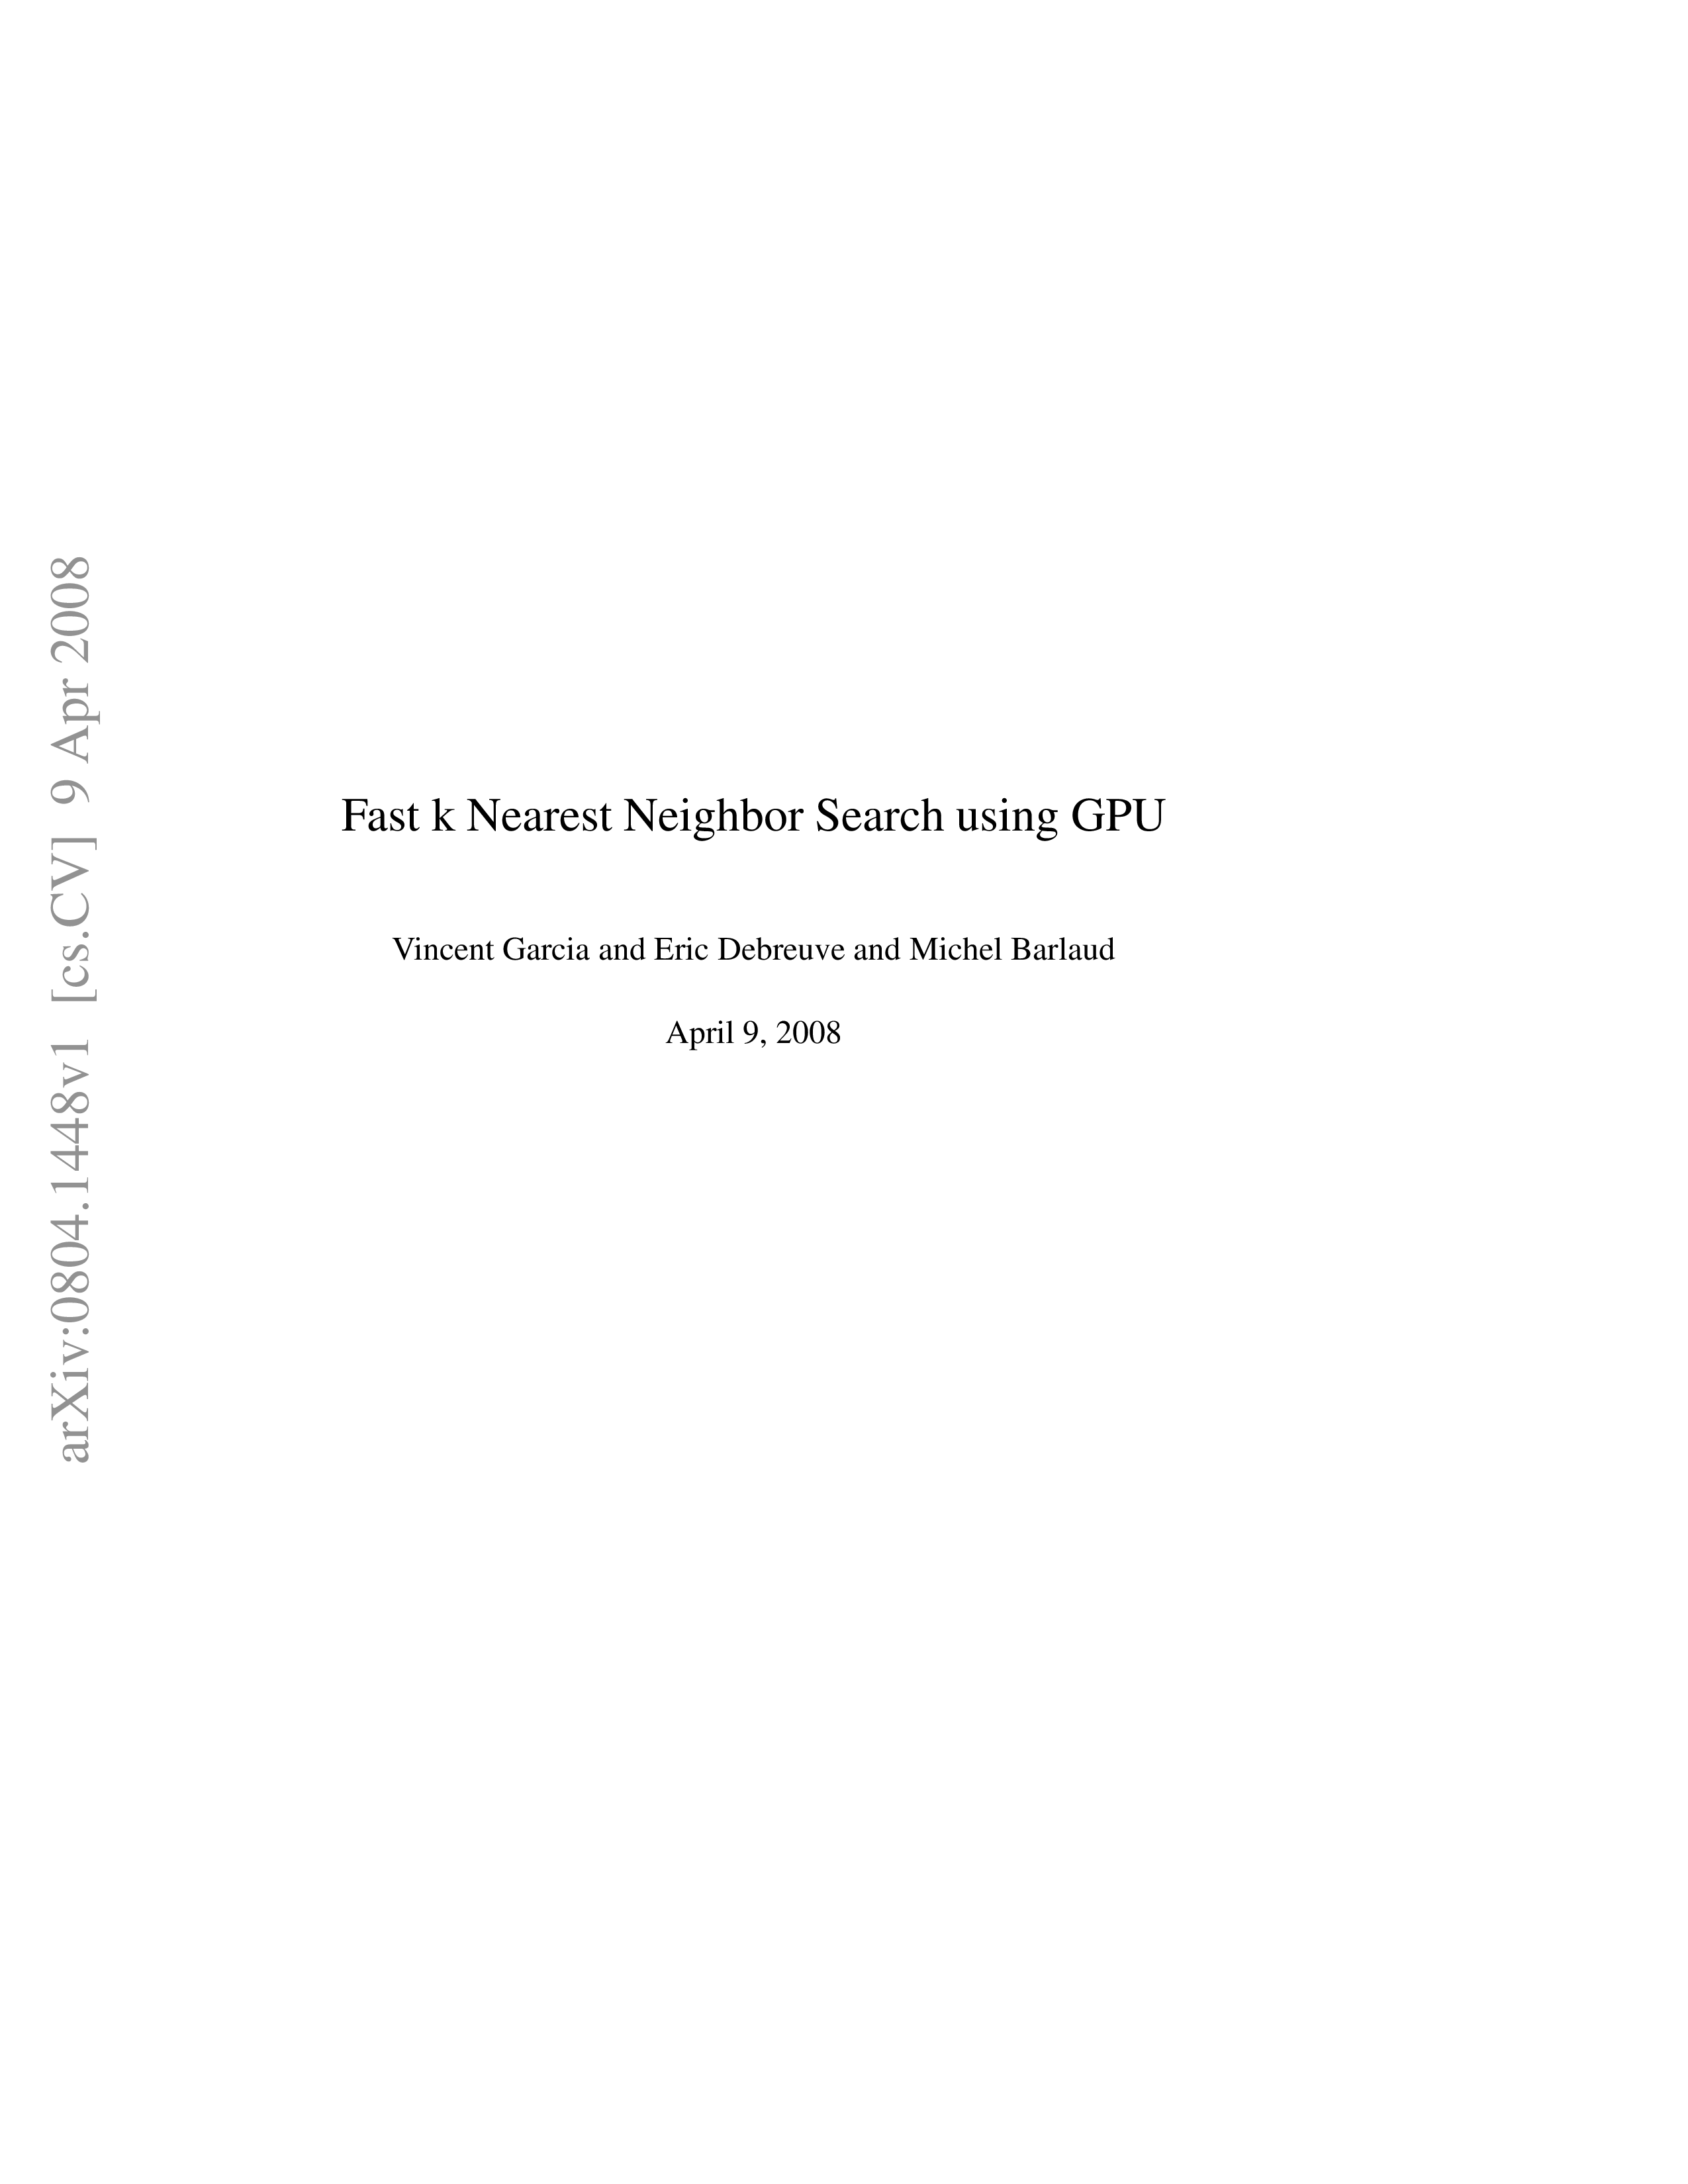 arXiv:0804.1448v1  [cs.CV]  9 Apr 2008
Fast k Nearest Neighbor Search using GPU
Vincent Garcia and Eric Debreuve and Michel Barlaud
April 9, 2008